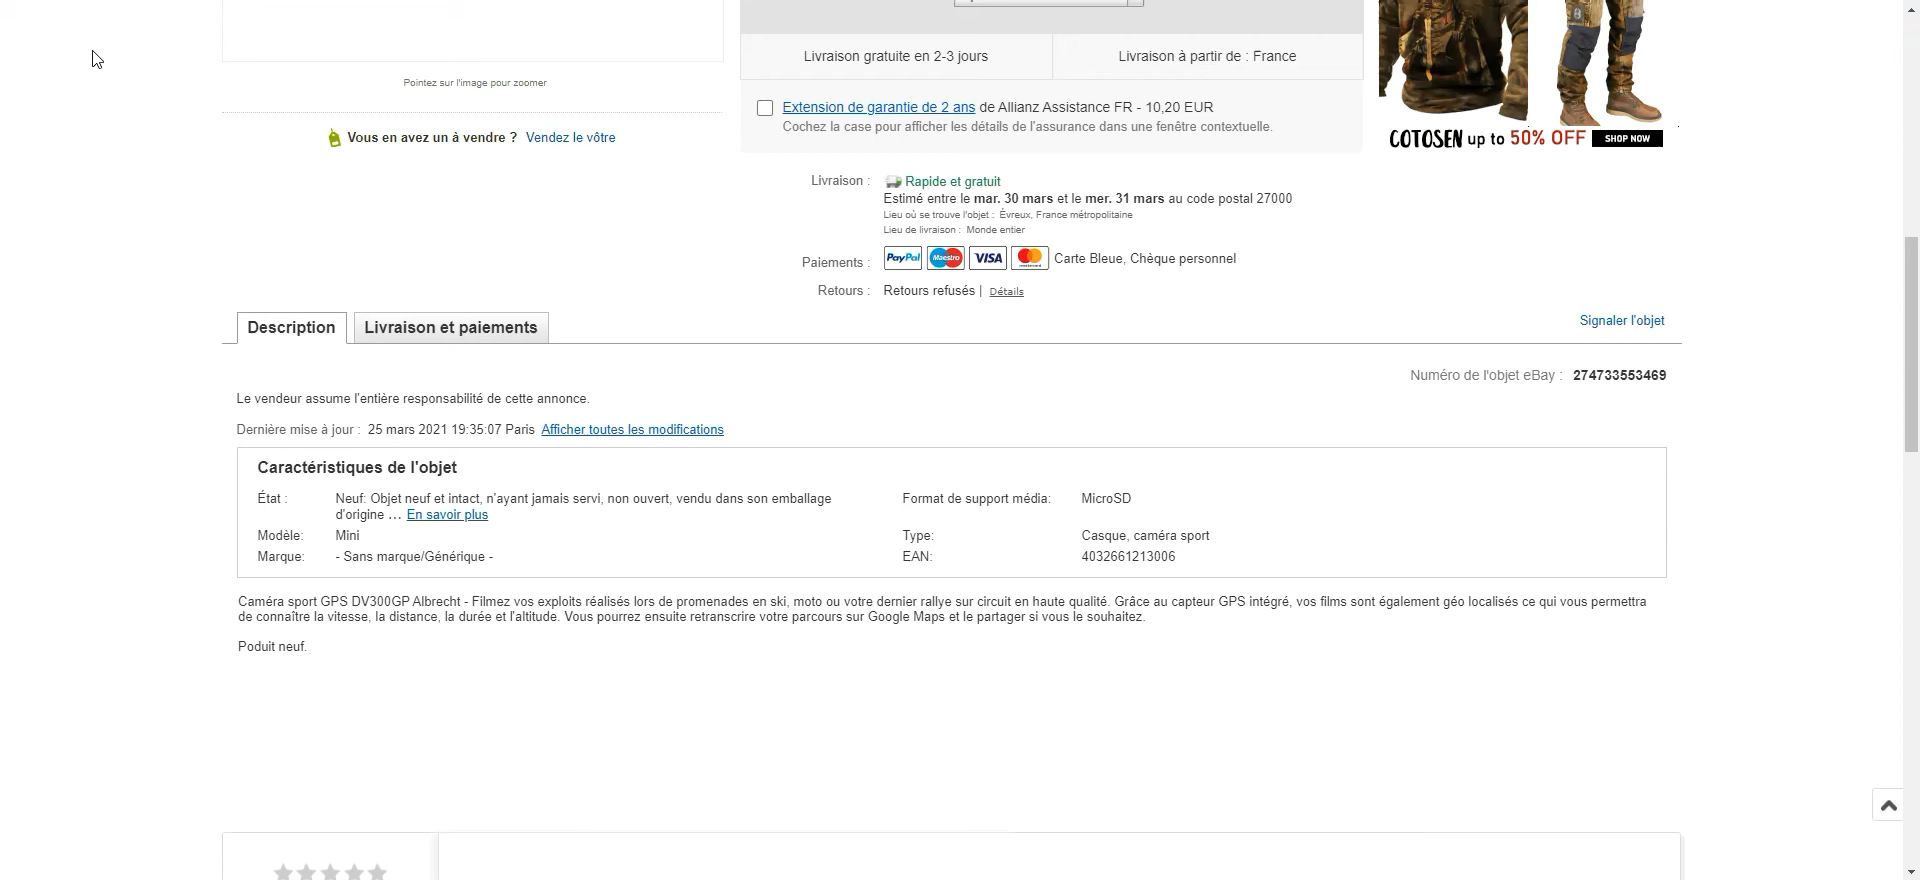 Livraison gratuite en 2-3 jours
Livraison à partir de : France
Pointez sur l'image pour zoomer
Extension de garantie de 2 ans de Allianz Assistance FR - 10,20 EUR
Cochez la case pour afficher les détails de l'assurance dans une fenêtre contextuelle.
Vous en avez un à vendre ? Vendez le vôtre
COTOSEN up to 50% OFF SHOP NOW
Livraison : Rapide et gratuit
Estimé entre le mar. 30 mars et le mer. 31 mars au code postal 27000
Lieu où se trouve l'objet : Évreux, France métropolitaine
Lieu de livraison : Monde entier
Paiements : PayPal Maestro VISA mastercard Carte Bleue, Chèque personnel
Retours : Retours refusés | Détails
Description
Livraison et paiements
Signaler l'objet
Numéro de l'objet eBay : 274733553469
Le vendeur assume l'entière responsabilité de cette annonce.
Dernière mise à jour : 25 mars 2021 19:35:07 Paris Afficher toutes les modifications
Caractéristiques de l'objet
État : Neuf: Objet neuf et intact, n'ayant jamais servi, non ouvert, vendu dans son emballage
d'origine ... En savoir plus
Format de support média: MicroSD
Modèle: Mini
Type: Casque, caméra sport
Marque: - Sans marque/Générique -
EAN: 4032661213006
Caméra sport GPS DV300GP Albrecht - Filmez vos exploits réalisés lors de promenades en ski, moto ou votre dernier rallye sur circuit en haute qualité. Grâce au capteur GPS intégré, vos films sont également géo localisés ce qui vous permettra
de connaître la vitesse, la distance, la durée et l'altitude. Vous pourrez ensuite retranscrire votre parcours sur Google Maps et le partager si vous le souhaitez.
Poduit neuf.